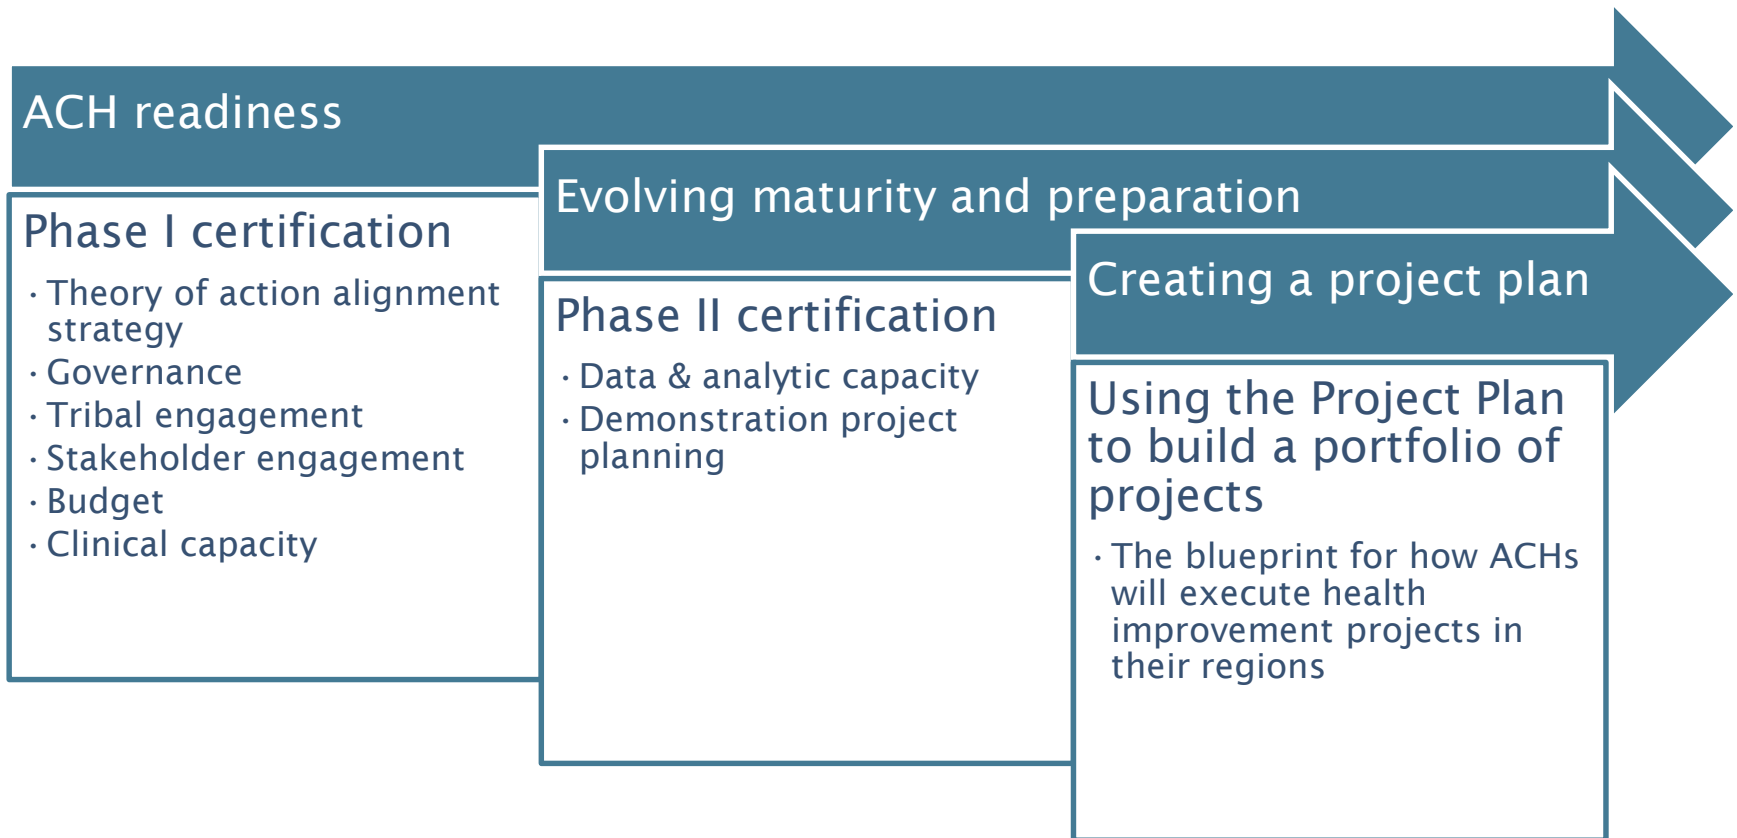 ACH readiness
Phase I certification
· Theory of action alignment
strategy
· Governance
· Tribal engagement
· Stakeholder engagement
· Budget
· Clinical capacity
Evolving maturity and preparation
Phase II certification
· Data & analytic capacity
· Demonstration project
planning
Creating a project plan
Using the Project Plan
to build a portfolio of
projects
· The blueprint for how ACHs
will execute health
improvement projects in
their regions